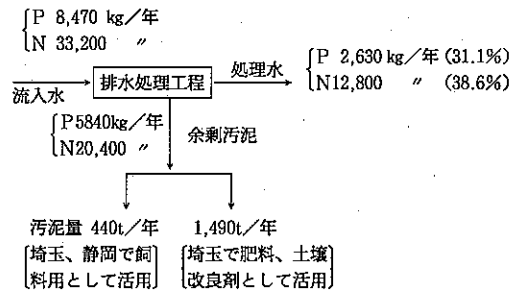 P 8,470 kg／年
N 33,200 〃
流入水
排水処理工程
処理水
P 2,630 kg／年 (31.1%)
N12,800 〃 (38.6%)
P5840kg／年
N20,400 〃
余剰汚泥
汚泥量 440t／年
埼玉、静岡で飼
料用として活用
1,490t／年
埼玉で肥料、土壌
改良剤として活用